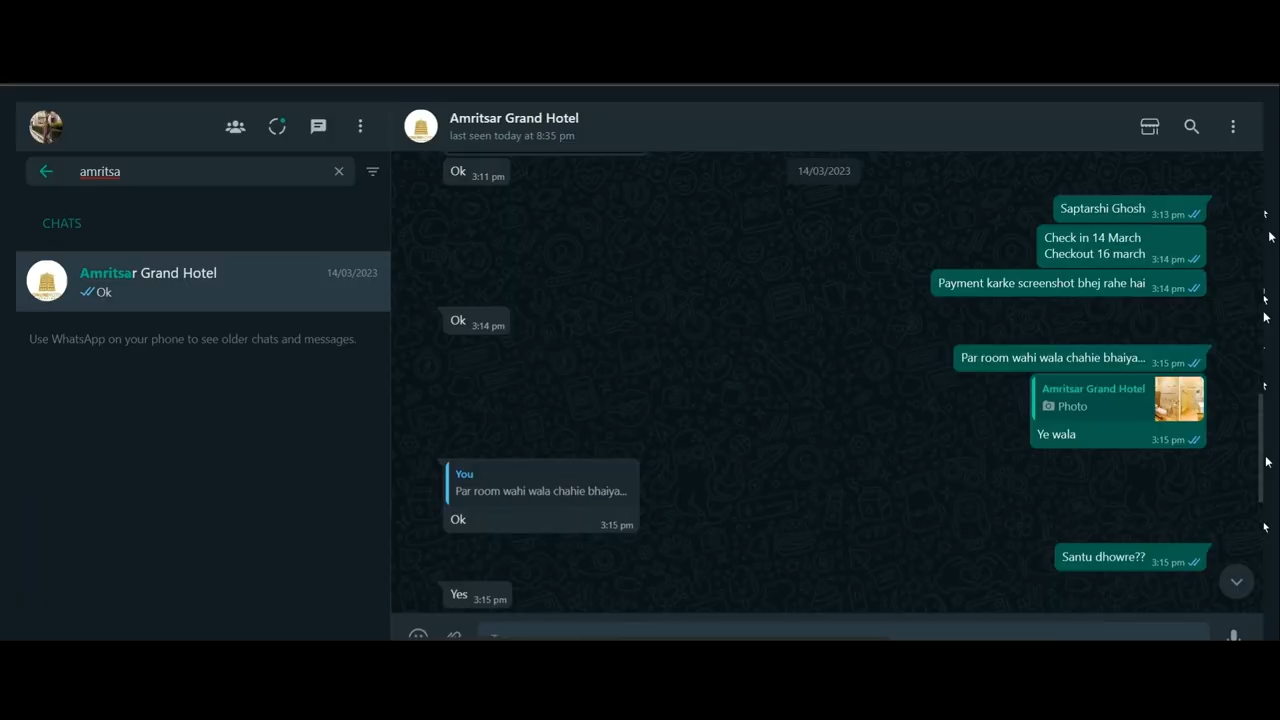 Amritsar Grand Hotel
last seen today at 8:35 pm
amritsa
CHATS
Amritsar Grand Hotel
14/03/2023
Ok
Use WhatsApp on your phone to see older chats and messages.
Ok 3:11 pm
14/03/2023
Saptarshi Ghosh 3:13 pm
Check in 14 March
Checkout 16 march 3:14 pm
Payment karke screenshot bhej rahe hai 3:14 pm
Ok 3:14 pm
Par room wahi wala chahie bhaiya... 3:15 pm
Amritsar Grand Hotel
Photo
Ye wala 3:15 pm
You
Par room wahi wala chahie bhaiya...
Ok 3:15 pm
Santu dhowre?? 3:15 pm
Yes 3:15 pm